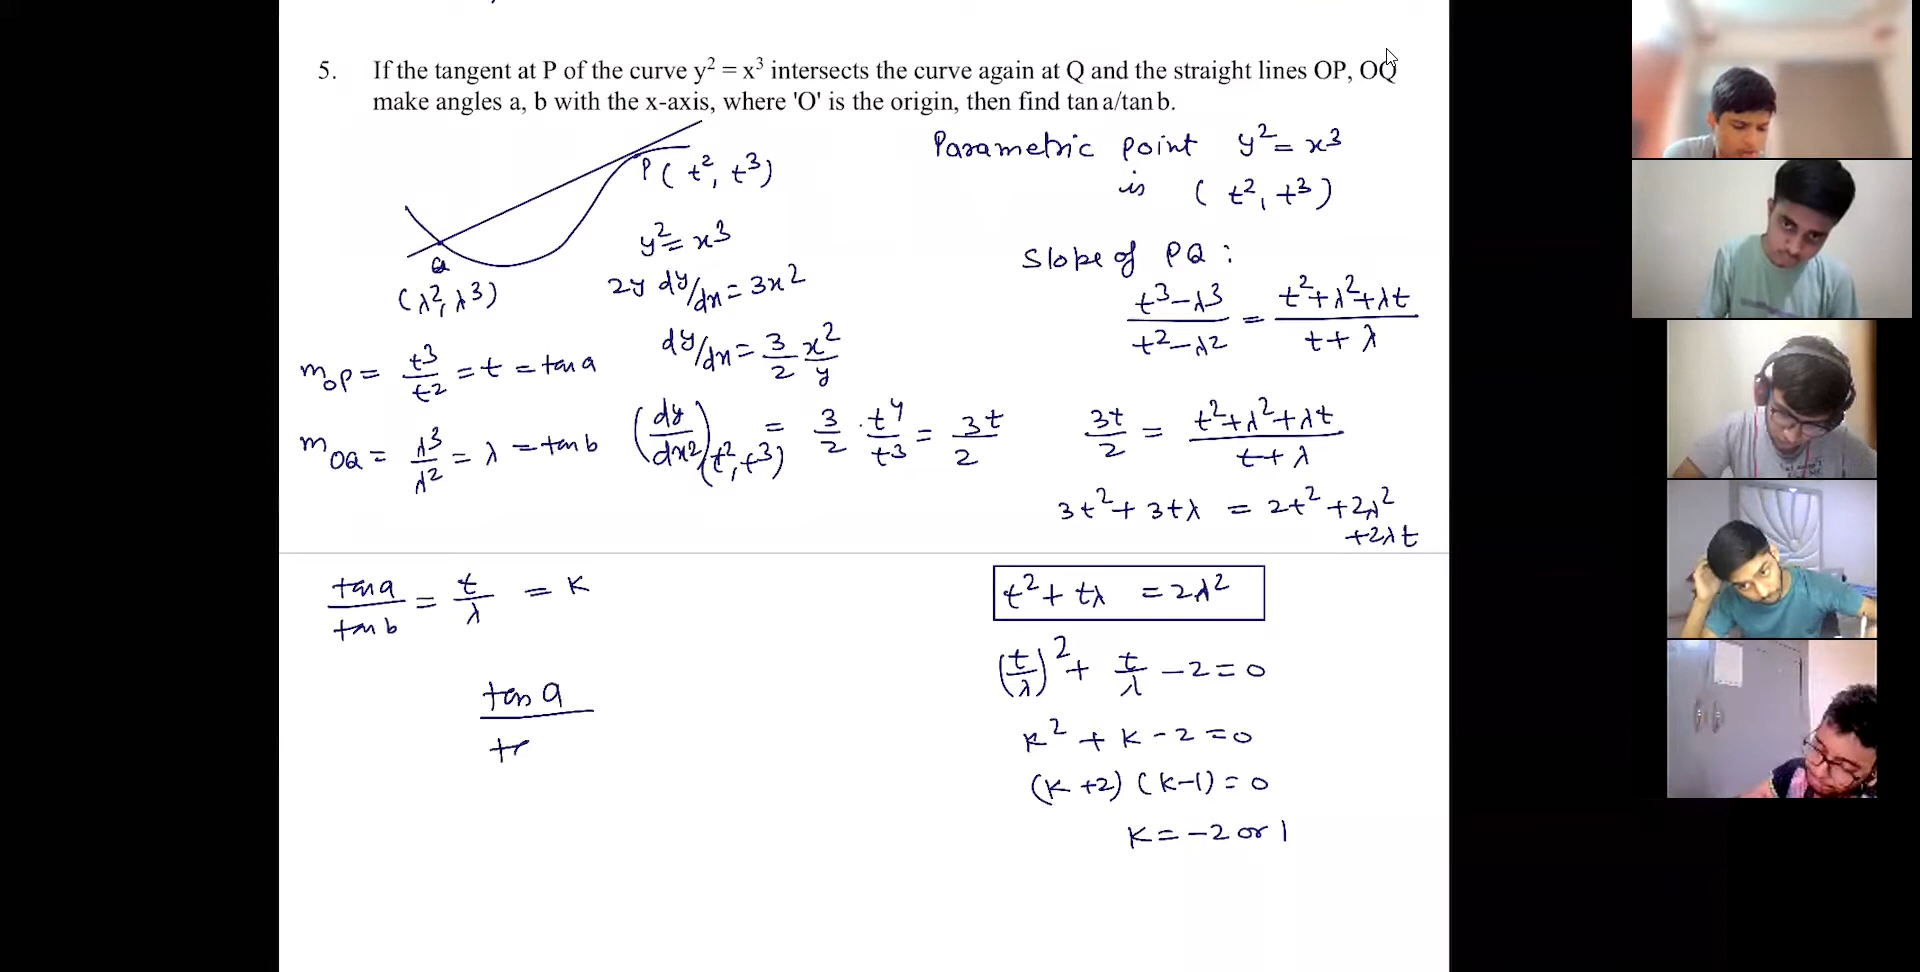 5. If the tangent at P of the curve y² = x³ intersects the curve again at Q and the straight lines OP, OQ
make angles a, b with the x-axis, where 'O' is the origin, then find tan a/tan b.
P(t², t³)
Q
(λ², λ³)
y² = x³
2y dy/dx = 3x²
dy/dx = 3/2 x²/y
m_OP = t³/t² = t = tan a
m_OQ = λ³/λ² = λ = tan b
(dy/dx²)(t², t³) = 3/2 · t⁴/t³ = 3t/2
Parametric point y² = x³
is (t², t³)
Slope of PQ :
(t³-λ³)/(t²-λ²) = (t²+λ²+λt)/(t+λ)
3t/2 = (t²+λ²+λt)/(t+λ)
3t² + 3tλ = 2t² + 2λ²
+2λt
tan a/tan b = t/λ = K
tan a
t² + tλ = 2λ²
(t/λ)² + t/λ - 2 = 0
K² + K - 2 = 0
(K+2) (K-1) = 0
K = -2 or 1